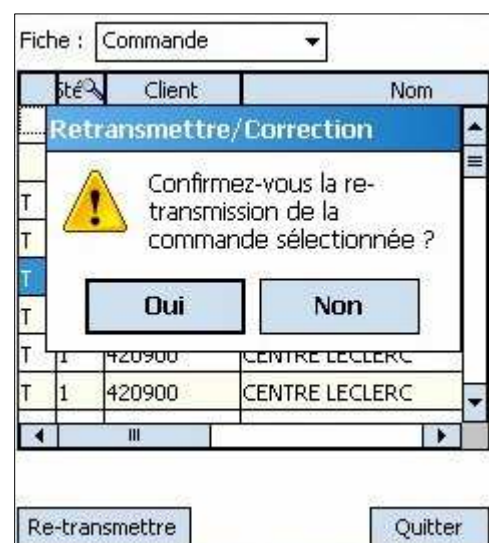 Fiche : Commande
Sté Client Nom
Retransmettre/Correction
Confirmez-vous la re-
transmission de la
commande sélectionnée ?
T
T
T
T
Oui Non
T 1 420900 CENTRE LECLERC
T 1 420900 CENTRE LECLERC
Re-transmettre Quitter